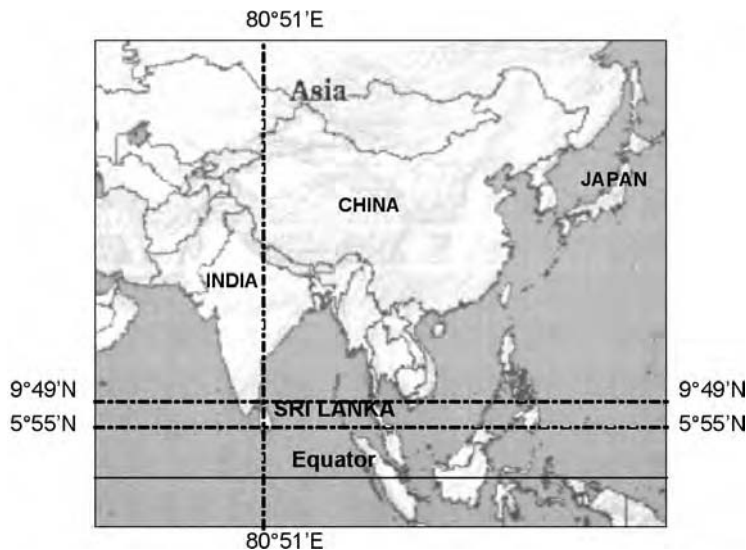 80°51’E
Asia
JAPAN
CHINA
INDIA
9°49’N 9°49’N
SRI LANKA
5°55’N 5°55’N
Equator
80°51’E